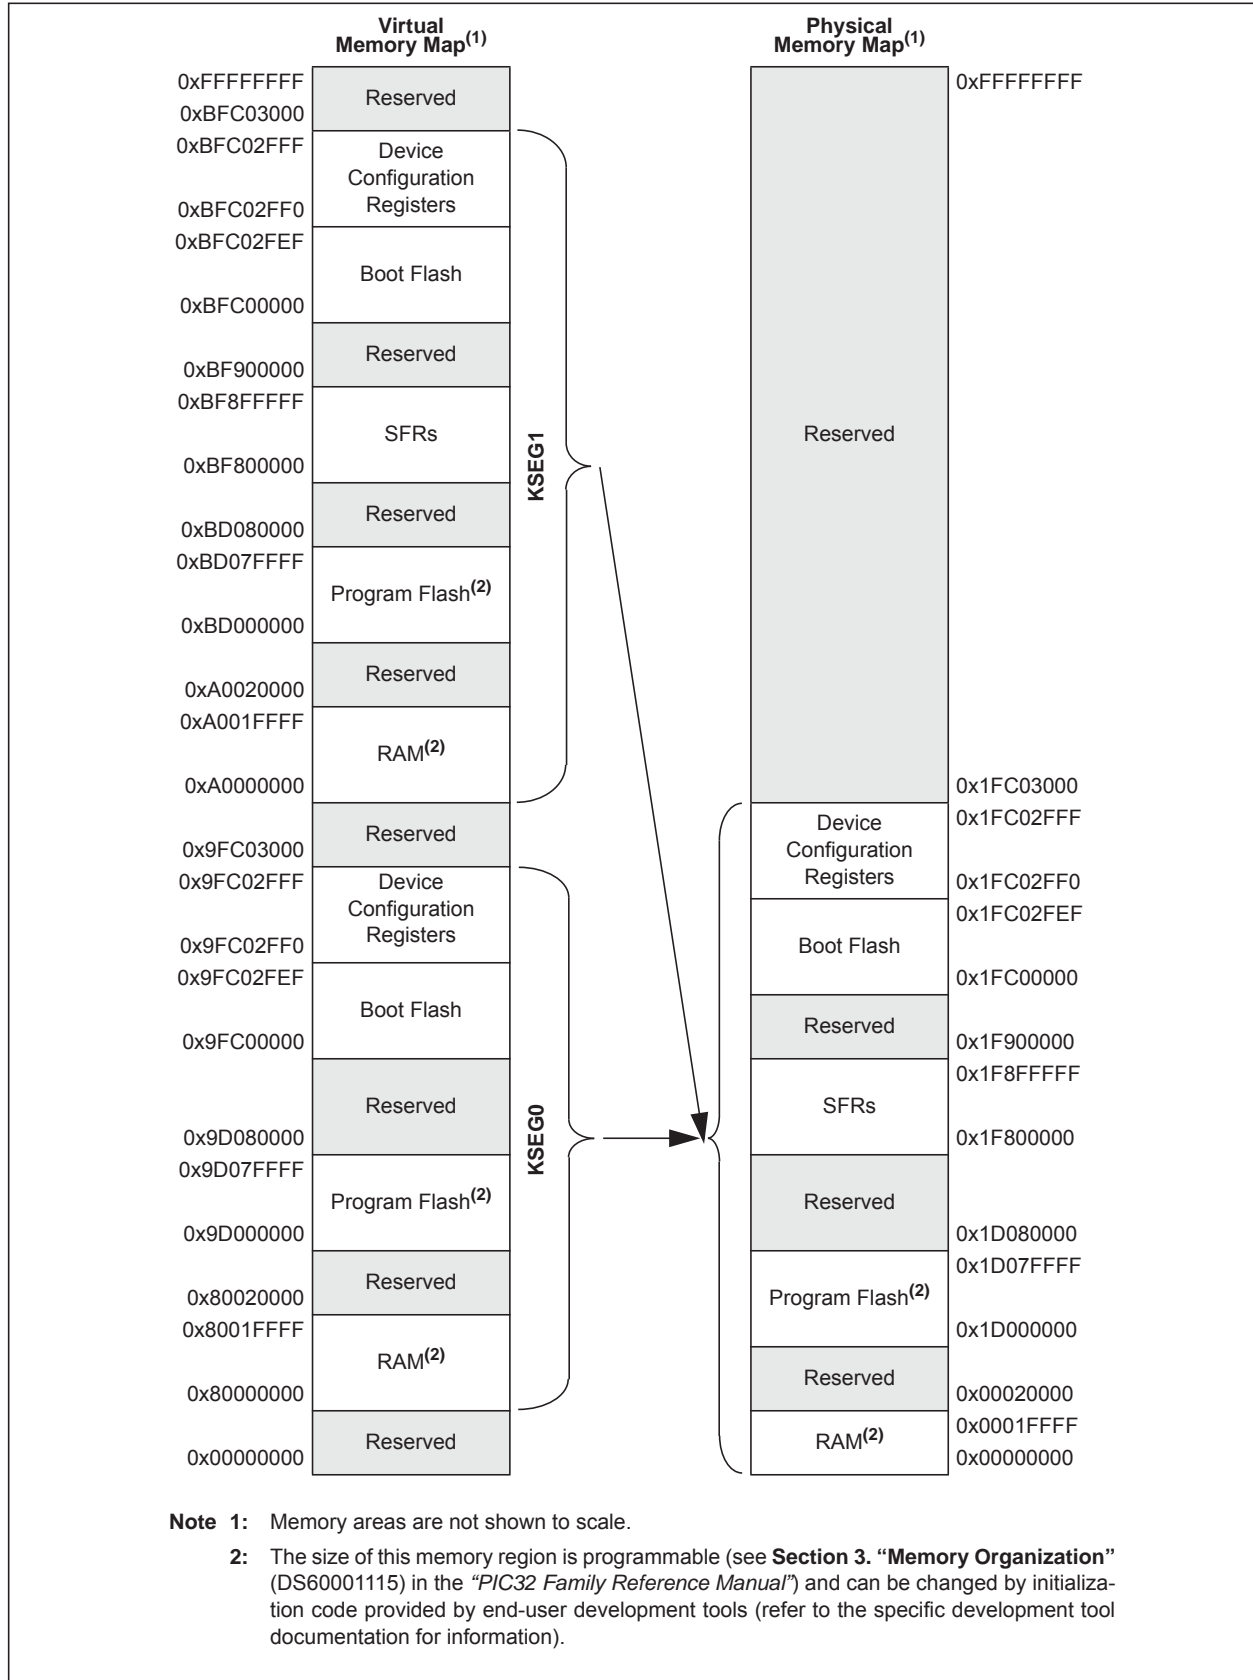 Virtual
Memory Map(1)
Physical
Memory Map(1)
0xFFFFFFFF
Reserved
0xBFC03000
0xBFC02FFF
Device
Configuration
Registers
0xBFC02FF0
0xBFC02FEF
Boot Flash
0xBFC00000
Reserved
0xBF900000
0xBF8FFFFF
SFRs
0xBF800000
Reserved
0xBD080000
0xBD07FFFF
Program Flash(2)
0xBD000000
Reserved
0xA0020000
0xA001FFFF
RAM(2)
0xA0000000
Reserved
0x9FC03000
0x9FC02FFF
Device
Configuration
Registers
0x9FC02FF0
0x9FC02FEF
Boot Flash
0x9FC00000
Reserved
0x9D080000
0x9D07FFFF
Program Flash(2)
0x9D000000
Reserved
0x80020000
0x8001FFFF
RAM(2)
0x80000000
Reserved
0x00000000
KSEG1
KSEG0
0xFFFFFFFF
Reserved
0x1FC03000
0x1FC02FFF
Device
Configuration
Registers
0x1FC02FF0
0x1FC02FEF
Boot Flash
0x1FC00000
Reserved
0x1F900000
0x1F8FFFFF
SFRs
0x1F800000
Reserved
0x1D080000
0x1D07FFFF
Program Flash(2)
0x1D000000
Reserved
0x00020000
0x0001FFFF
RAM(2)
0x00000000
Note 1: Memory areas are not shown to scale.
2: The size of this memory region is programmable (see Section 3. “Memory Organization”
(DS60001115) in the “PIC32 Family Reference Manual”) and can be changed by initializa-
tion code provided by end-user development tools (refer to the specific development tool
documentation for information).